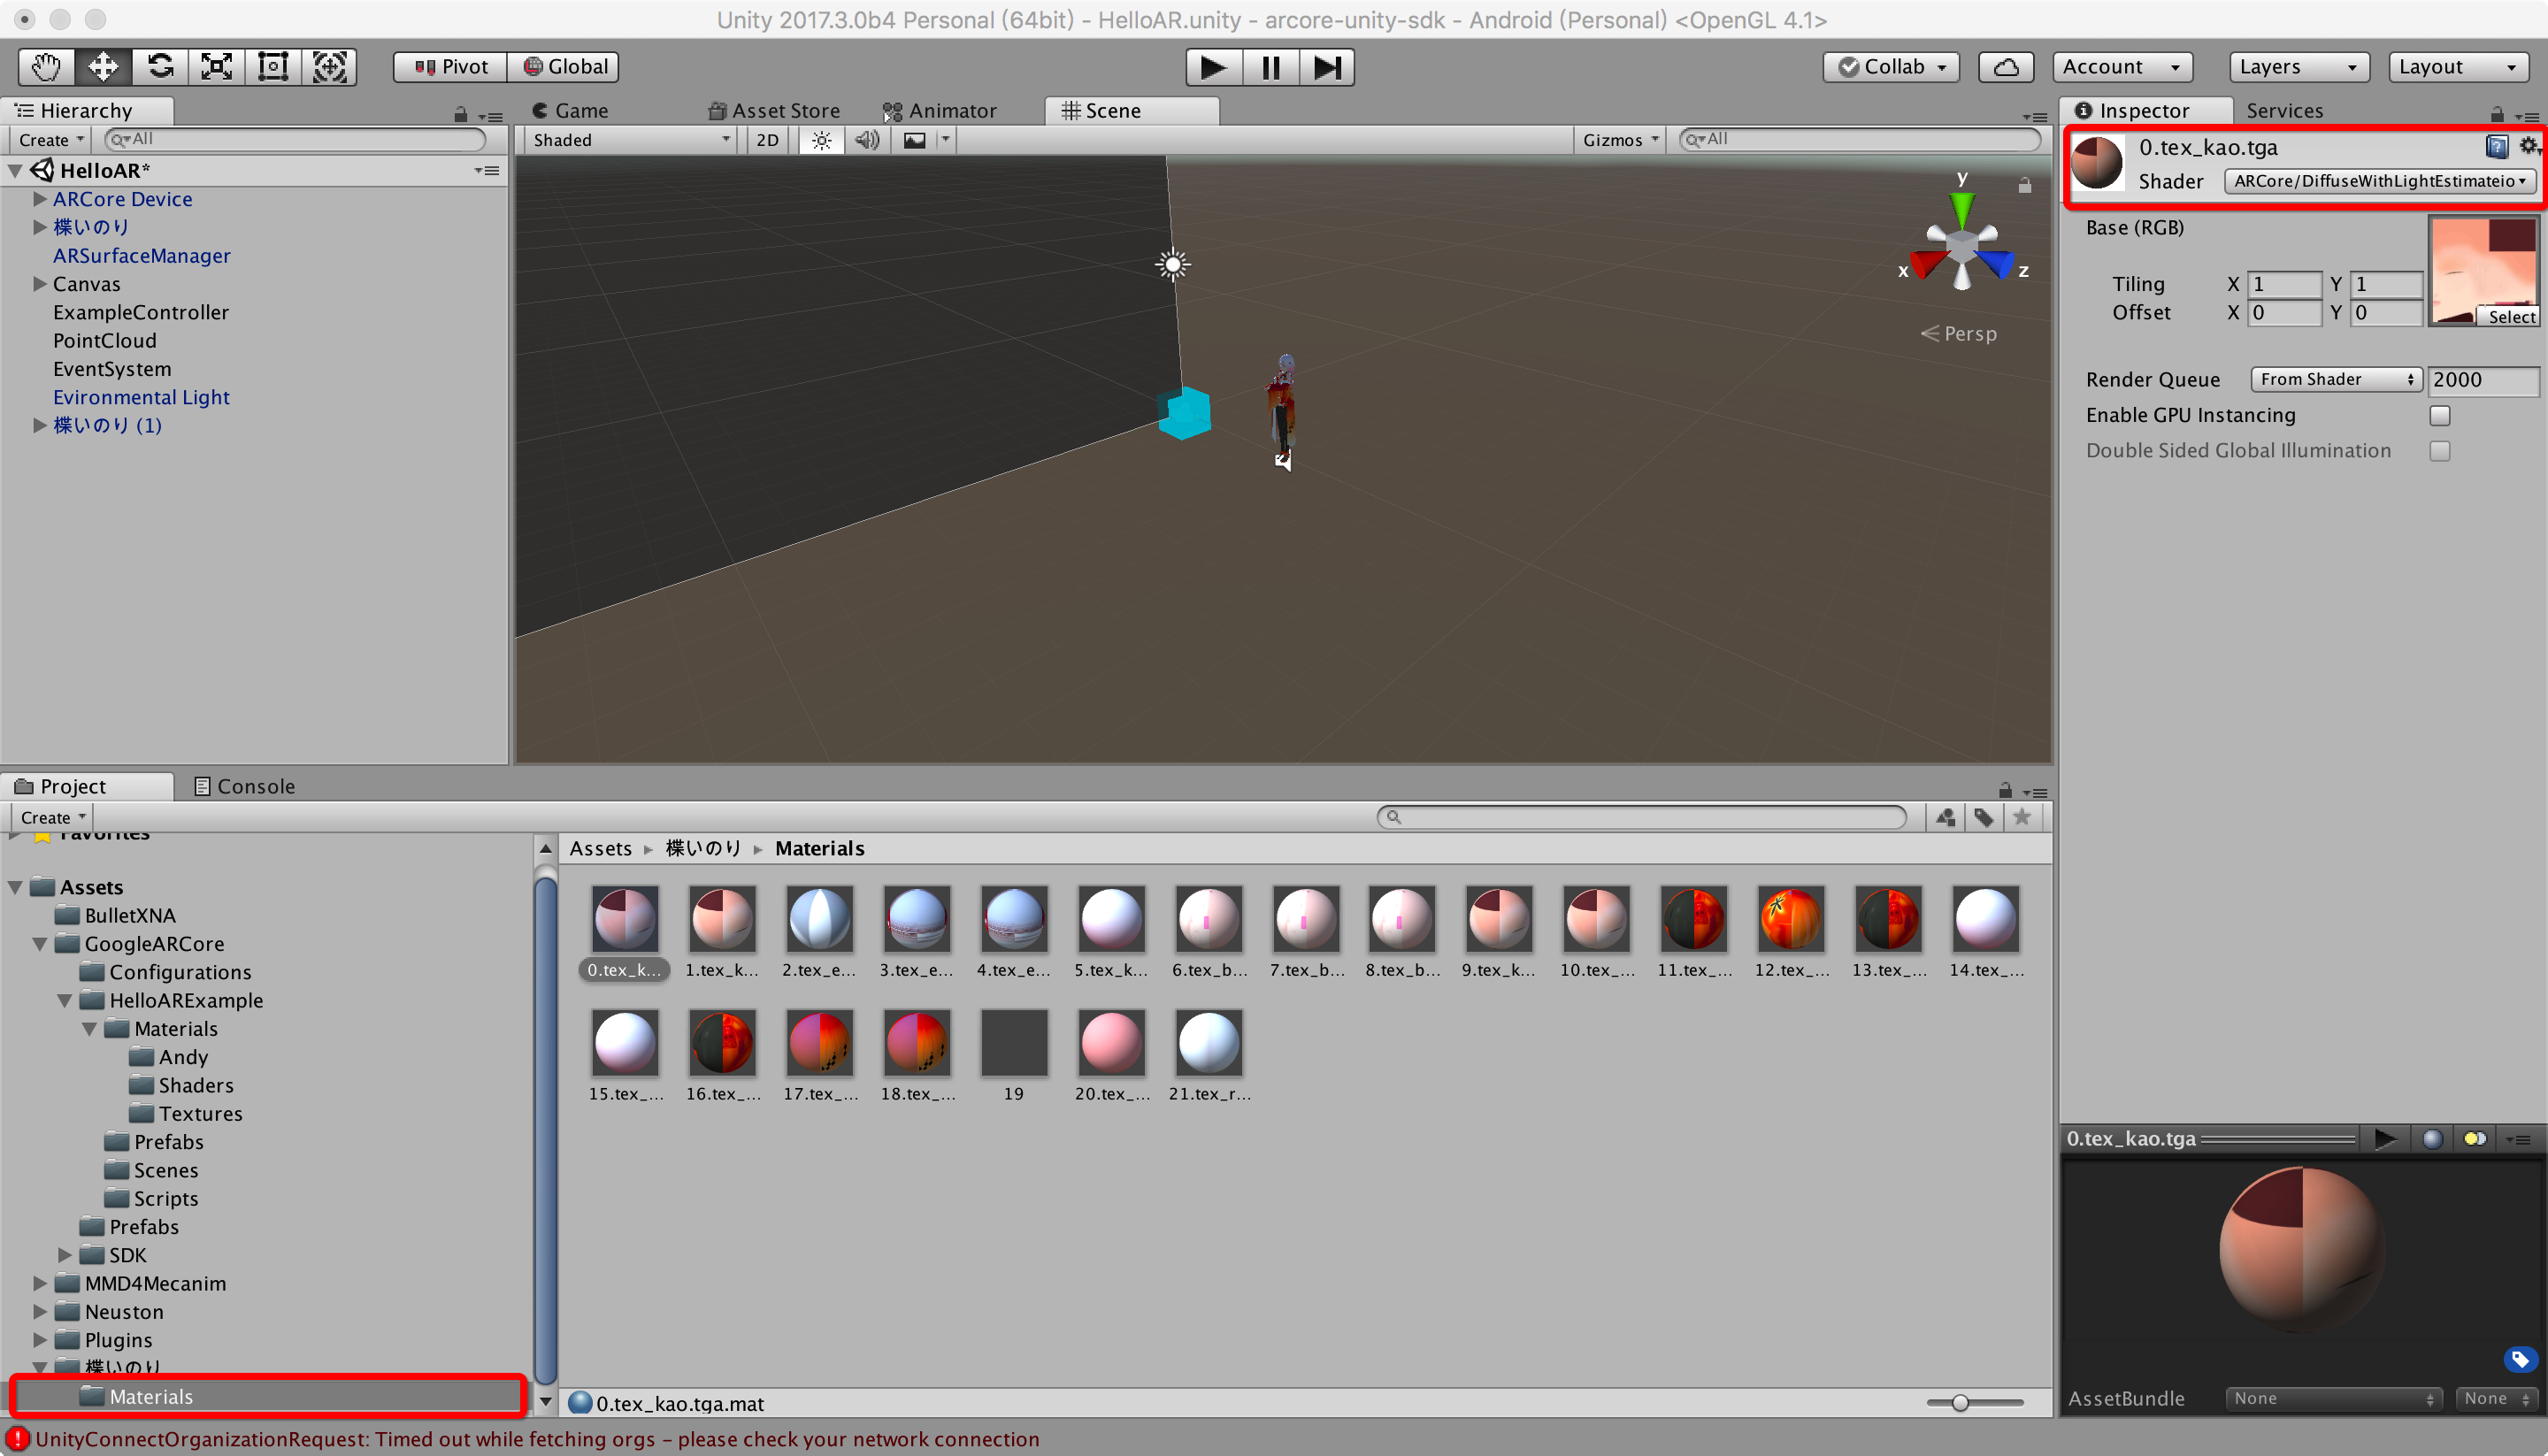 Unity 2017.3.0b4 Personal (64bit) - HelloAR.unity - arcore-unity-sdk - Android (Personal) <OpenGL 4.1>
Pivot Global Collab Account Layers Layout
Hierarchy
Create All
HelloAR*
ARCore Device
楪いのり
ARSurfaceManager
Canvas
ExampleController
PointCloud
EventSystem
Evironmental Light
楪いのり (1)
Game Asset Store Animator Scene
Shaded 2D Gizmos All
y
x z
Persp
Inspector Services
0.tex_kao.tga
Shader ARCore/DiffuseWithLightEstimateio
Base (RGB)
Tiling X 1 Y 1
Offset X 0 Y 0
Select
Render Queue From Shader 2000
Enable GPU Instancing
Double Sided Global Illumination
Project Console
Create
Favorites
Assets
BulletXNA
GoogleARCore
Configurations
HelloARExample
Materials
Andy
Shaders
Textures
Prefabs
Scenes
Scripts
Prefabs
SDK
MMD4Mecanim
Neuston
Plugins
楪いのり
Materials
Assets 楪いのり Materials
0.tex_k... 1.tex_k... 2.tex_e... 3.tex_e... 4.tex_e... 5.tex_k... 6.tex_b... 7.tex_b... 8.tex_b... 9.tex_k... 10.tex_... 11.tex_... 12.tex_... 13.tex_... 14.tex_...
15.tex_... 16.tex_... 17.tex_... 18.tex_... 19 20.tex_... 21.tex_r...
0.tex_kao.tga.mat
0.tex_kao.tga
AssetBundle None None
UnityConnectOrganizationRequest: Timed out while fetching orgs - please check your network connection